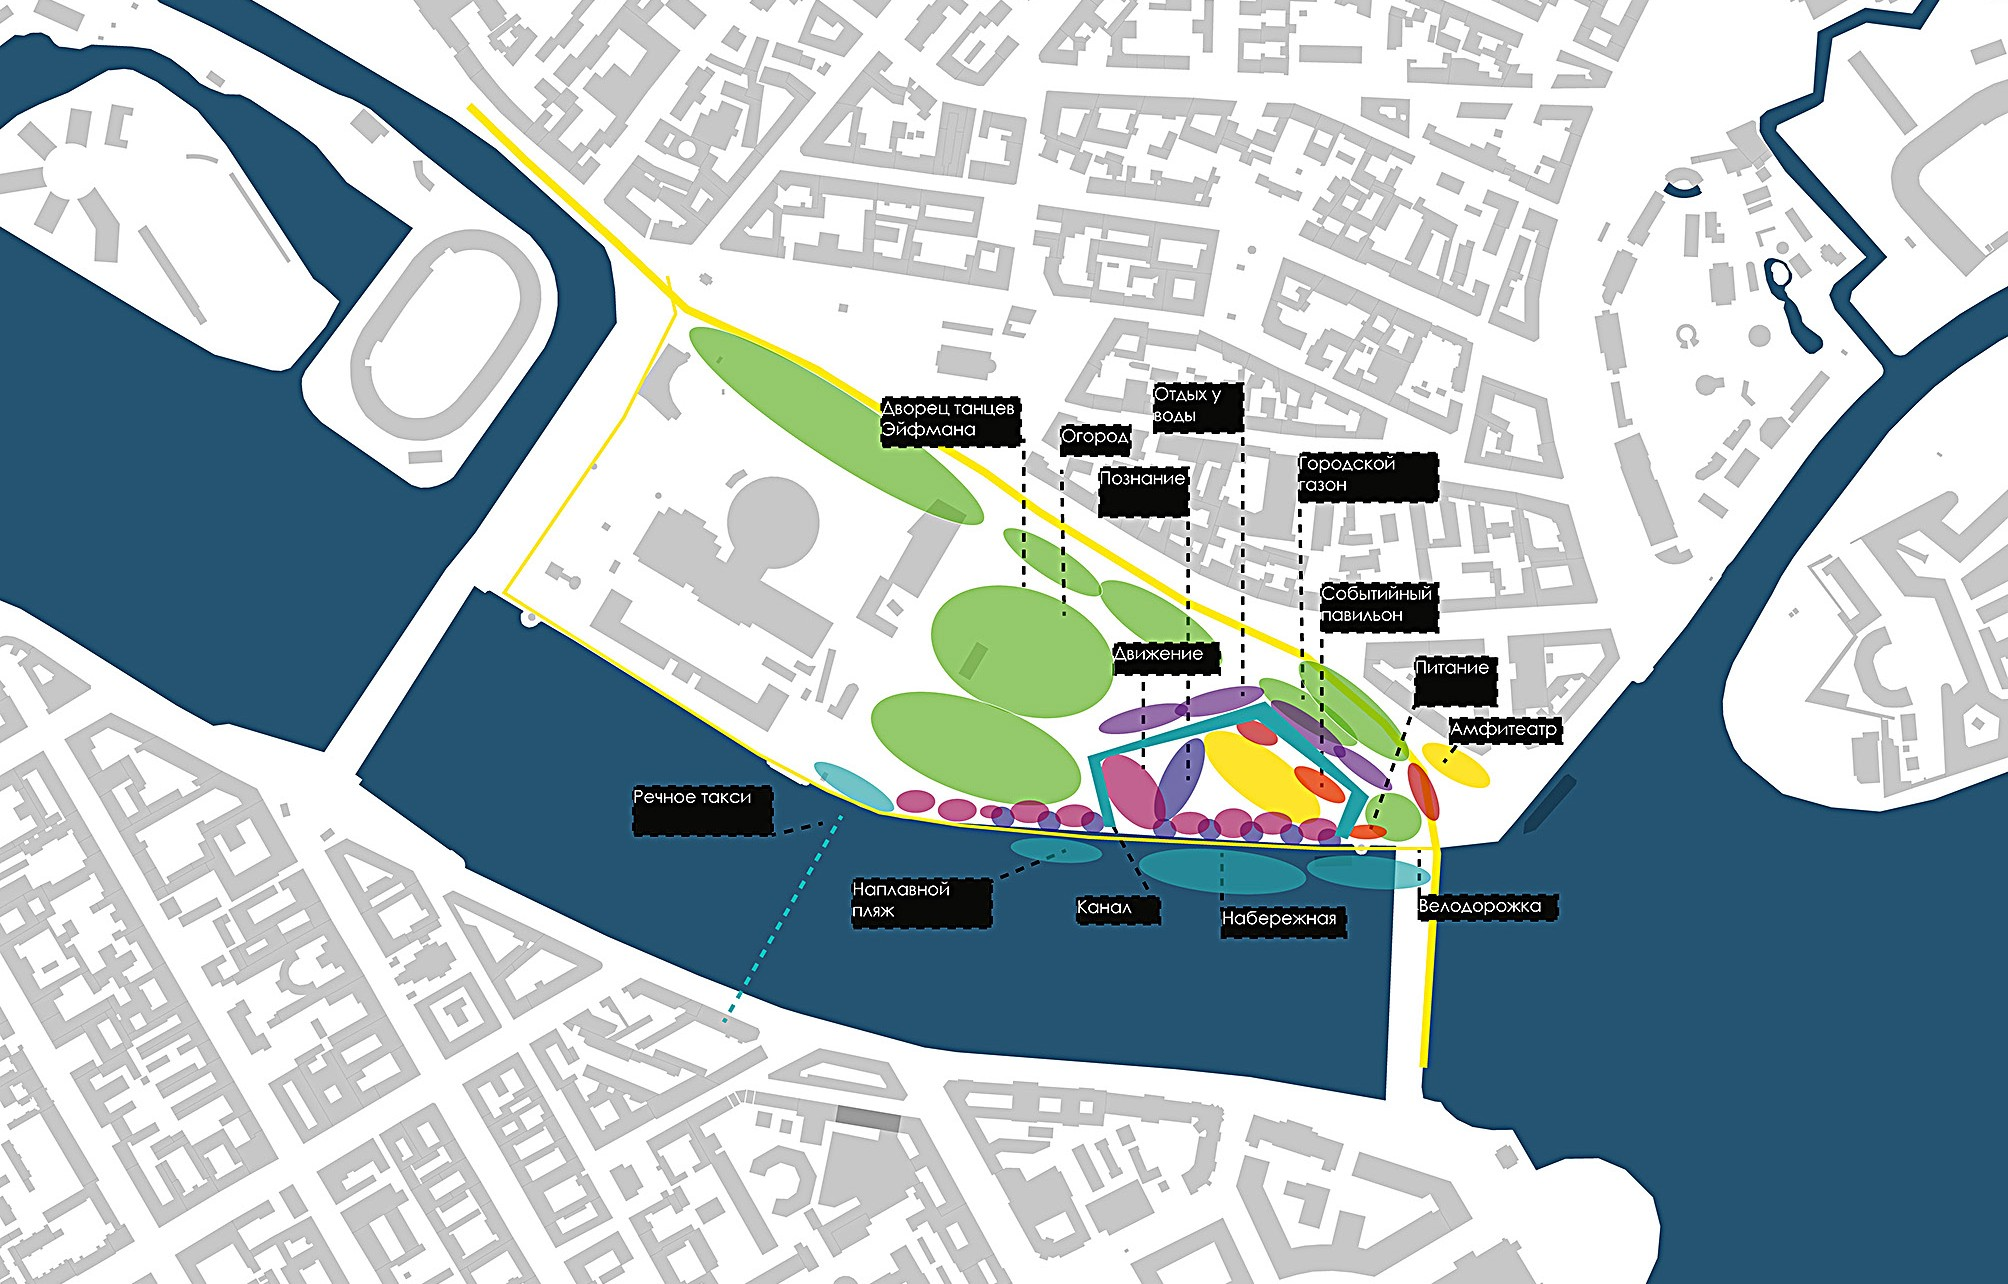 Отдых у
воды
Дворец танцев
Эйфмана
Огород
Познание
Городской
газон
Событийный
павильон
Движение
Питание
Амфитеатр
Речное такси
Наплавной
пляж
Канал
Набережная
Велодорожка